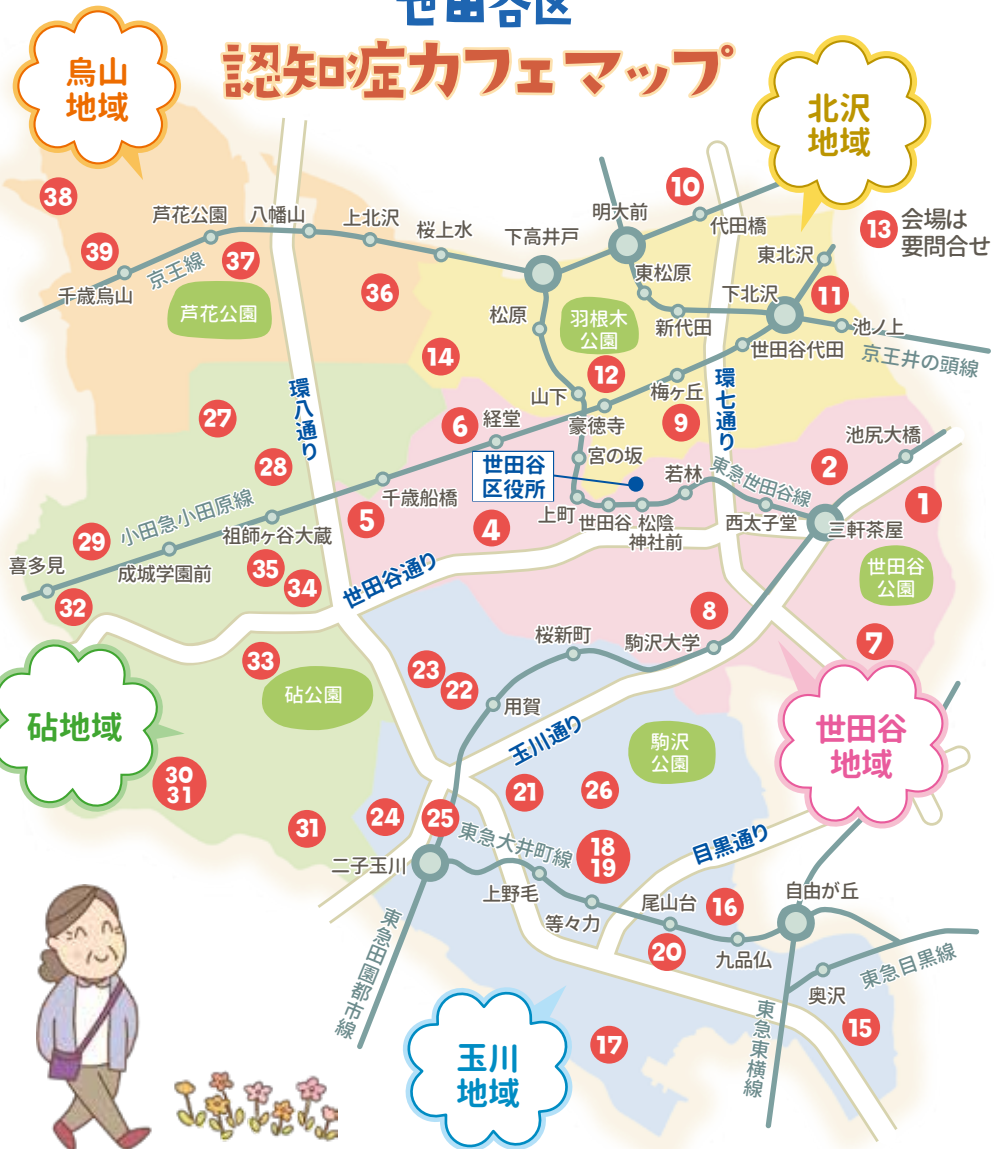 世田谷区
認知症カフェマップ
烏山
地域
北沢
地域
38
39
芦花公園
八幡山
上北沢
桜上水
下高井戸
明大前
10
代田橋
13
会場は
要問合せ
千歳烏山
京王線
37
芦花公園
36
松原
東松原
新代田
羽根木
公園
東北沢
下北沢
11
池ノ上
世田谷代田
京王井の頭線
14
12
山下
豪徳寺
梅ヶ丘
9
環七通り
環八通り
27
28
6
経堂
宮の坂
世田谷
区役所
若林
東急世田谷線
2
池尻大橋
1
千歳船橋
5
4
上町
世田谷
松陰
神社前
西太子堂
三軒茶屋
世田谷
公園
小田急小田原線
祖師ヶ谷大蔵
29
喜多見
成城学園前
32
35
34
世田谷通り
8
7
桜新町
駒沢大学
33
砧公園
23
22
用賀
玉川通り
駒沢
公園
砧地域
世田谷
地域
30
31
31
24
25
21
26
東急大井町線
18
19
目黒通り
二子玉川
上野毛
等々力
尾山台
16
自由が丘
20
九品仏
奥沢
東急目黒線
東急田園都市線
東急東横線
15
17
玉川
地域